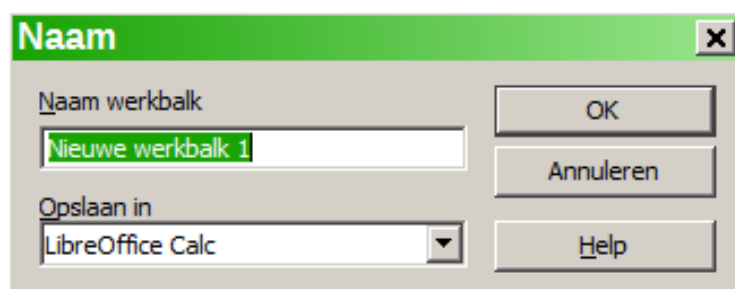 Naam
Naam werkbalk
Nieuwe werkbalk 1
Opslaan in
LibreOffice Calc
OK
Annuleren
Help